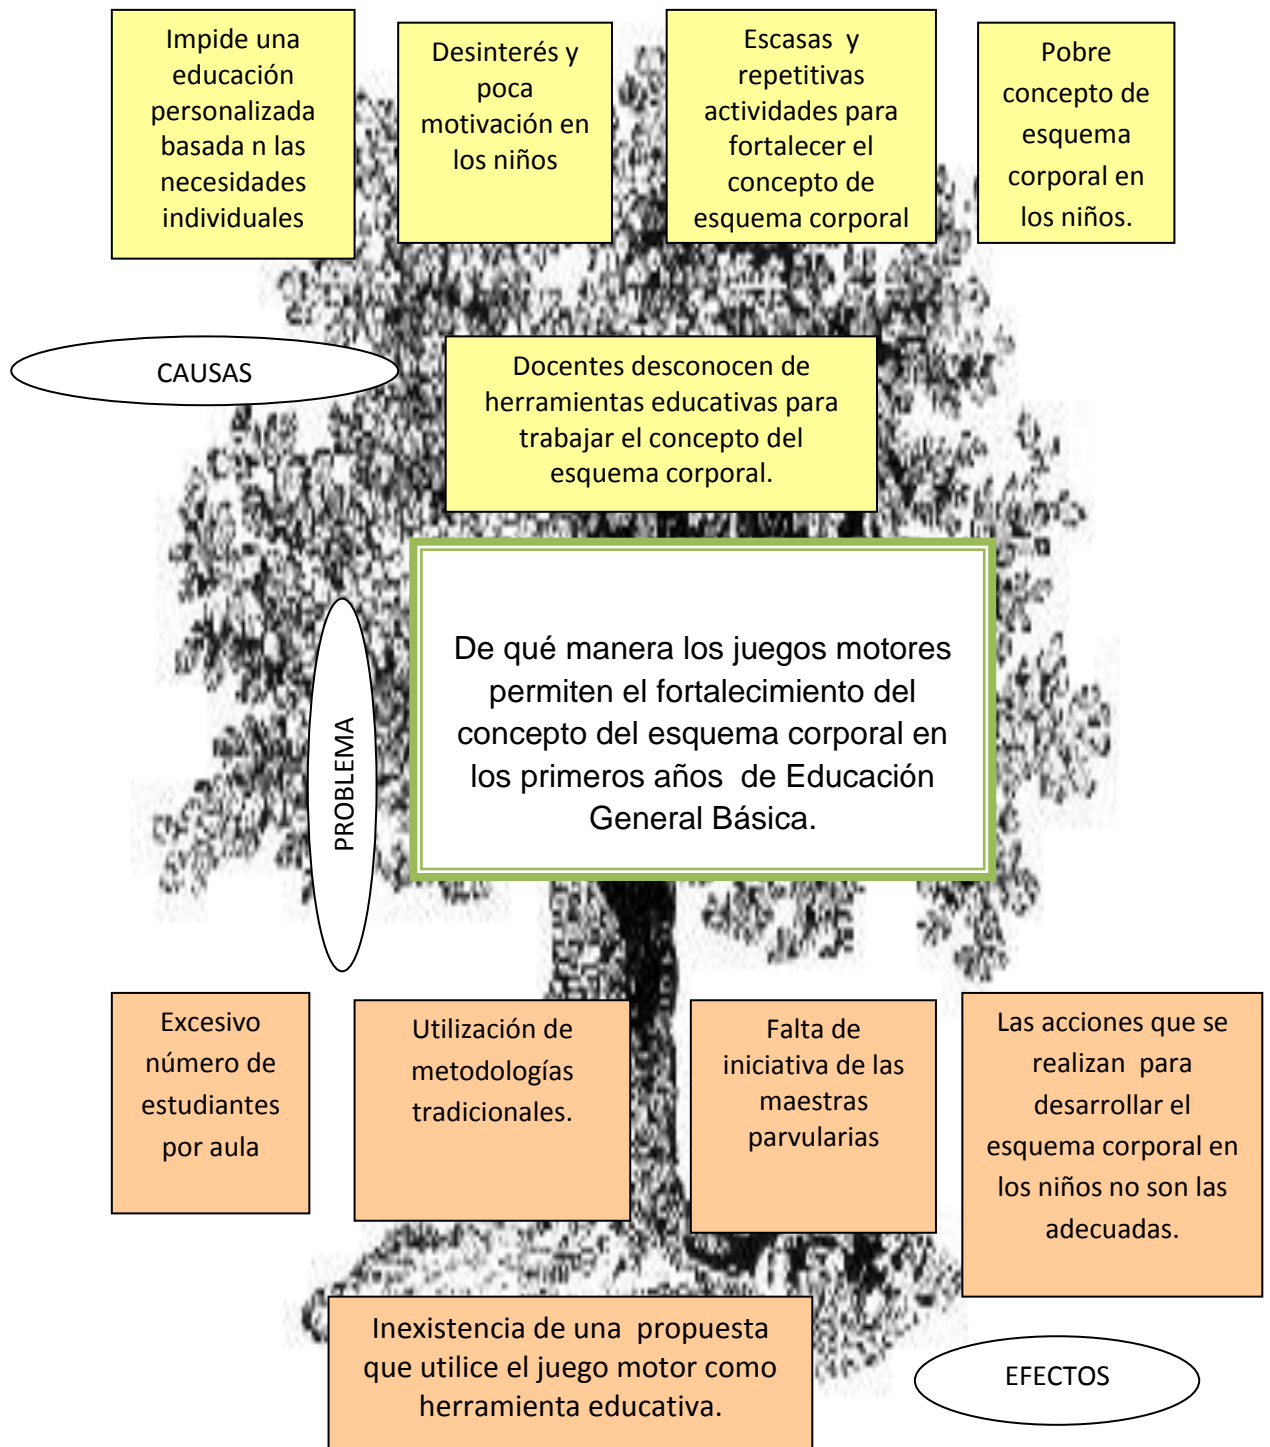 Impide una
educación
personalizada
basada n las
necesidades
individuales
Desinterés y
poca
motivación en
los niños
Escasas y
repetitivas
actividades para
fortalecer el
concepto de
esquema corporal
Pobre
concepto de
esquema
corporal en
los niños.
CAUSAS
Docentes desconocen de
herramientas educativas para
trabajar el concepto del
esquema corporal.
PROBLEMA
De qué manera los juegos motores
permiten el fortalecimiento del
concepto del esquema corporal en
los primeros años de Educación
General Básica.
Excesivo
número de
estudiantes
por aula
Utilización de
metodologías
tradicionales.
Falta de
iniciativa de las
maestras
parvularias
Las acciones que se
realizan para
desarrollar el
esquema corporal en
los niños no son las
adecuadas.
Inexistencia de una propuesta
que utilice el juego motor como
herramienta educativa.
EFECTOS